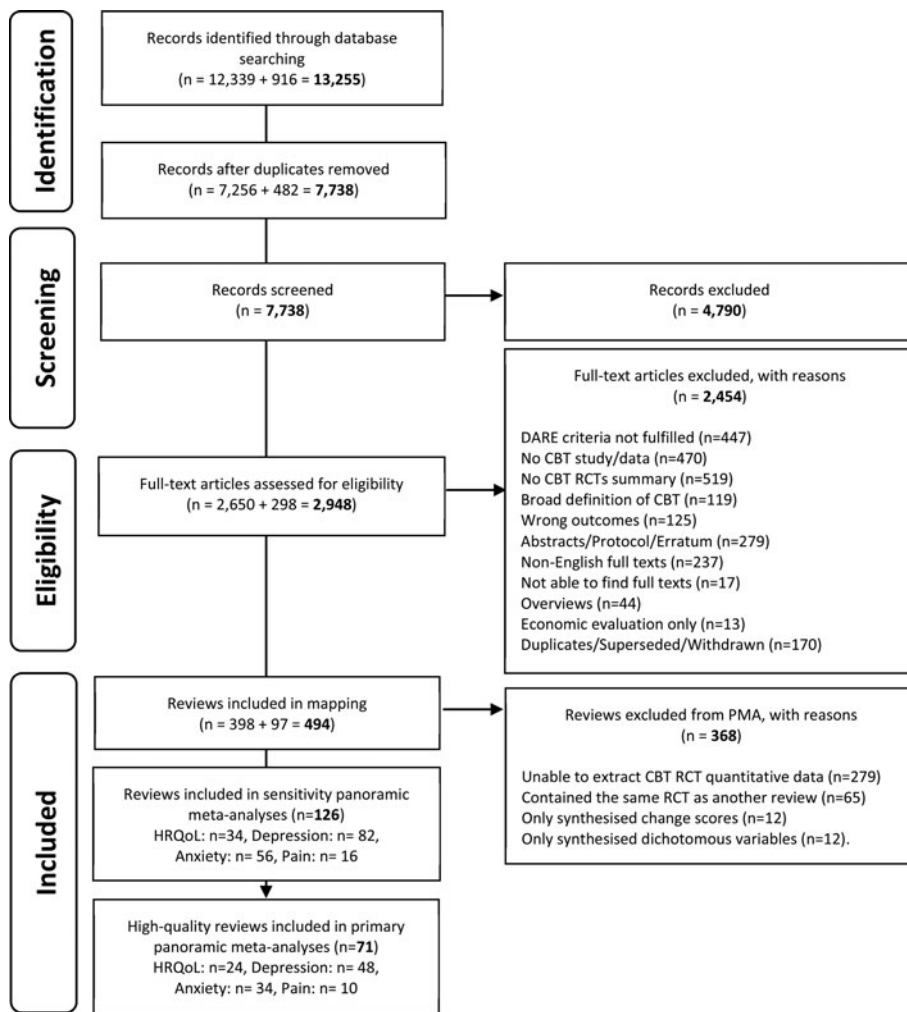 Identification
Records identified through database
searching
(n = 12,339 + 916 = 13,255)
Records after duplicates removed
(n = 7,256 + 482 = 7,738)
Screening
Records screened
(n = 7,738)
Records excluded
(n = 4,790)
Eligibility
Full-text articles assessed for eligibility
(n = 2,650 + 298 = 2,948)
Full-text articles excluded, with reasons
(n = 2,454)
DARE criteria not fulfilled (n=447)
No CBT study/data (n=470)
No CBT RCTs summary (n=519)
Broad definition of CBT (n=119)
Wrong outcomes (n=125)
Abstracts/Protocol/Erratum (n=279)
Non-English full texts (n=237)
Not able to find full texts (n=17)
Overviews (n=44)
Economic evaluation only (n=13)
Duplicates/Superseded/Withdrawn (n=170)
Included
Reviews included in mapping
(n = 398 + 97 = 494)
Reviews excluded from PMA, with reasons
(n = 368)
Unable to extract CBT RCT quantitative data (n=279)
Contained the same RCT as another review (n=65)
Only synthesised change scores (n=12)
Only synthesised dichotomous variables (n=12).
Reviews included in sensitivity panoramic
meta-analyses (n=126)
HRQoL: n=34, Depression: n= 82,
Anxiety: n= 56, Pain: n= 16
High-quality reviews included in primary
panoramic meta-analyses (n=71)
HRQoL: n=24, Depression: n= 48,
Anxiety: n= 34, Pain: n= 10